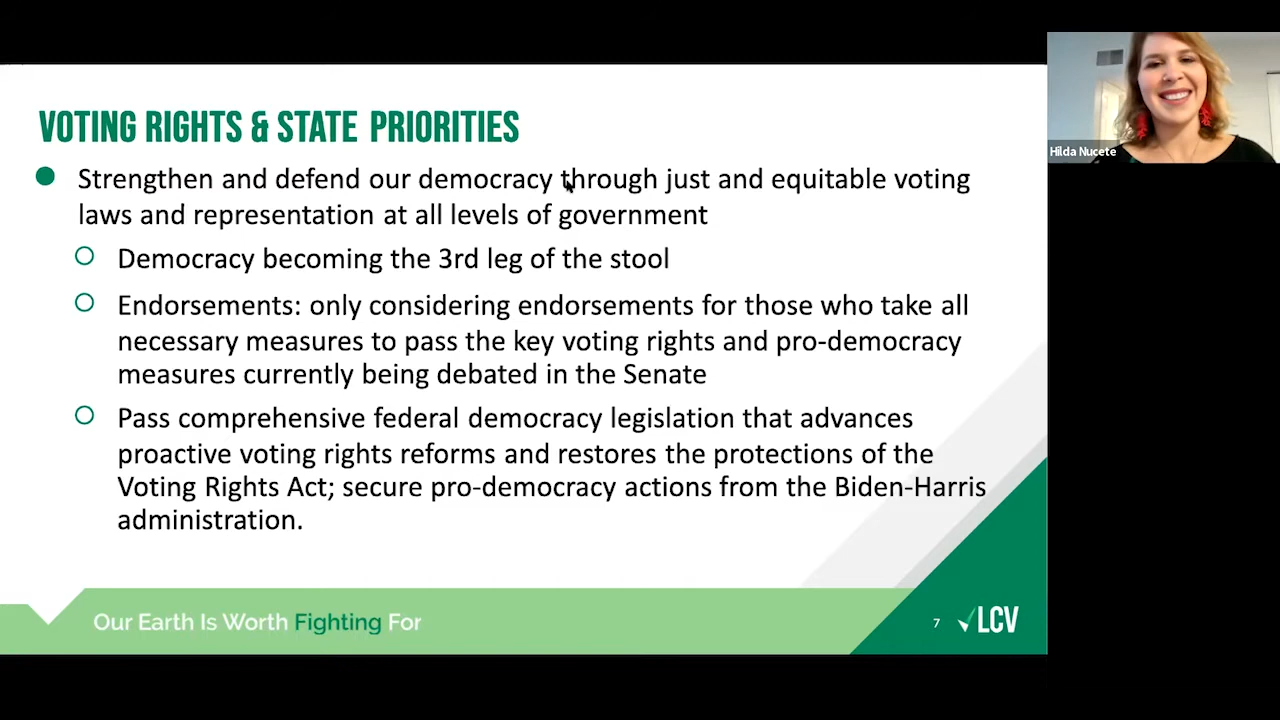 VOTING RIGHTS & STATE PRIORITIES
Strengthen and defend our democracy through just and equitable voting
laws and representation at all levels of government
Democracy becoming the 3rd leg of the stool
Endorsements: only considering endorsements for those who take all
necessary measures to pass the key voting rights and pro-democracy
measures currently being debated in the Senate
Pass comprehensive federal democracy legislation that advances
proactive voting rights reforms and restores the protections of the
Voting Rights Act; secure pro-democracy actions from the Biden-Harris
administration.
Our Earth Is Worth Fighting For
7
LCV
Hilda Nucete